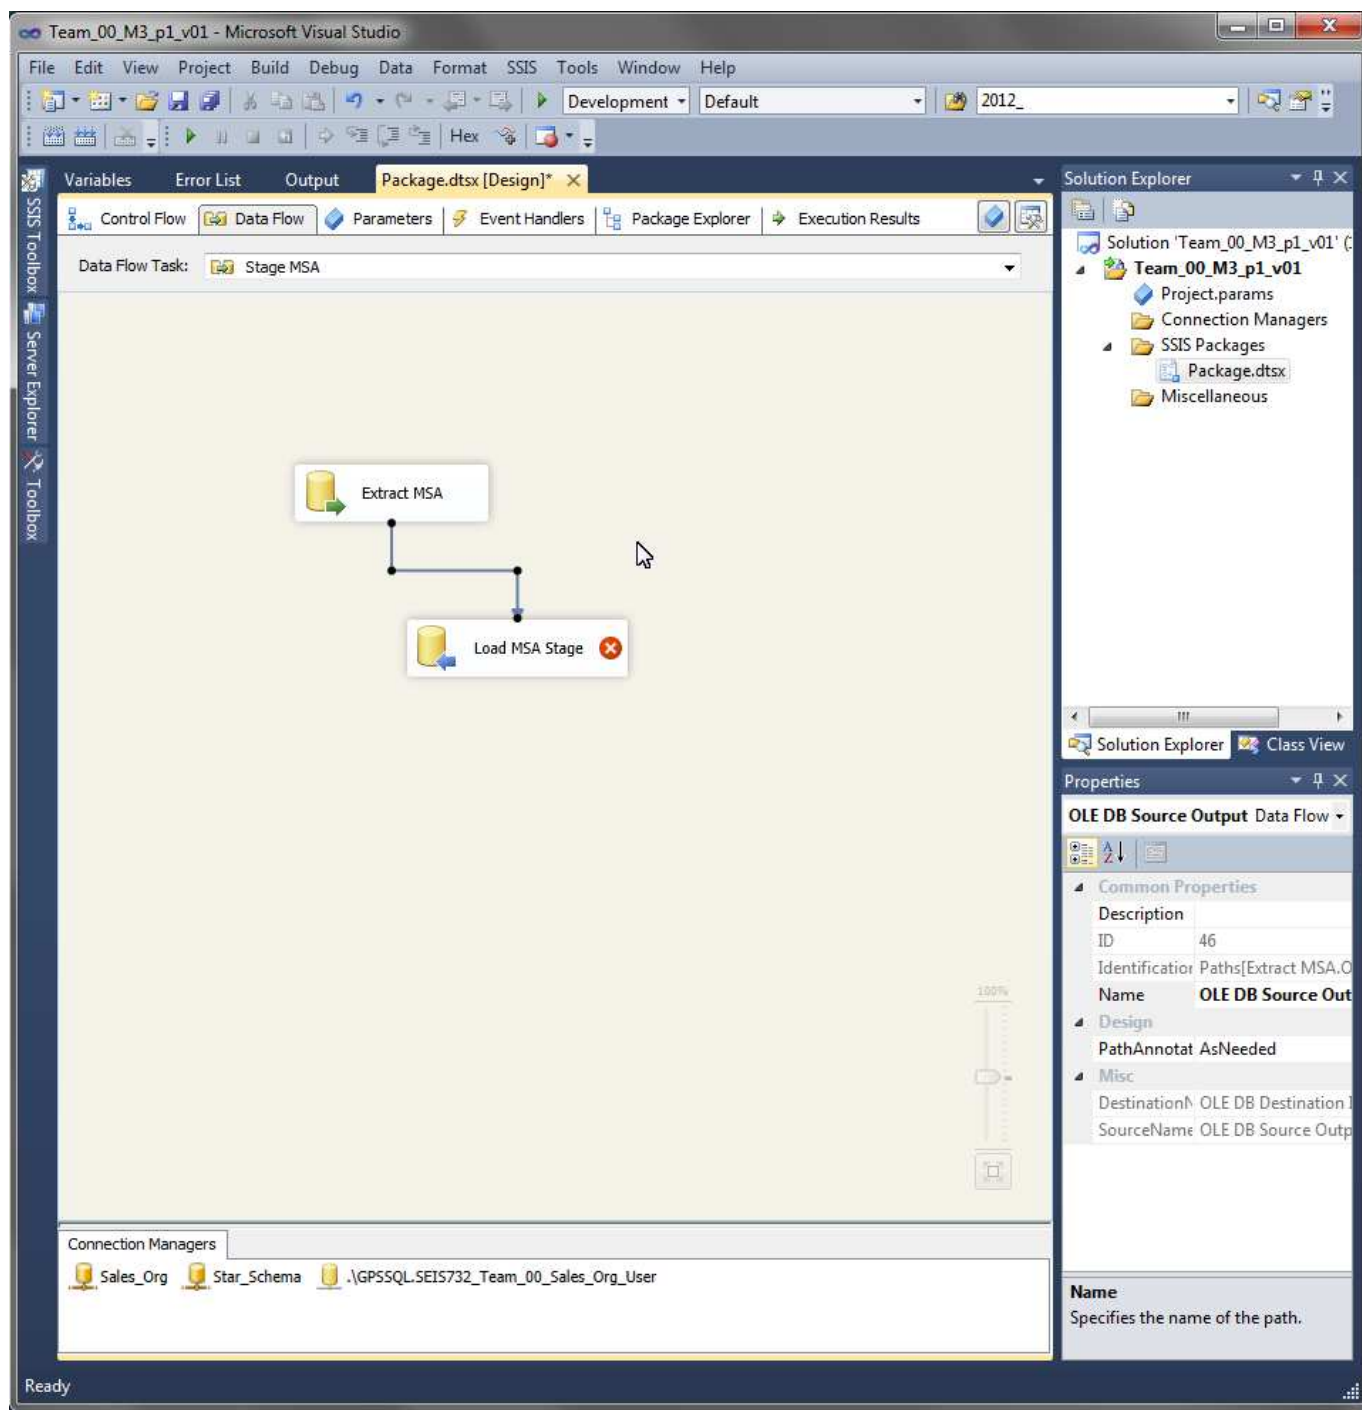 Team_00_M3_p1_v01 - Microsoft Visual Studio
File Edit View Project Build Debug Data Format SSIS Tools Window Help
Development Default 2012_
Hex
Variables Error List Output Package.dtsx [Design]*
Control Flow Data Flow Parameters Event Handlers Package Explorer Execution Results
Data Flow Task: Stage MSA
SSIS Toolbox
Server Explorer
Toolbox
Extract MSA
Load MSA Stage
100%
Connection Managers
Sales_Org Star_Schema .\GPSSQL.SEIS732_Team_00_Sales_Org_User
Solution Explorer
Solution 'Team_00_M3_p1_v01' (
Team_00_M3_p1_v01
Project.params
Connection Managers
SSIS Packages
Package.dtsx
Miscellaneous
Solution Explorer Class View
Properties
OLE DB Source Output Data Flow
Common Properties
Description
ID 46
Identification Paths[Extract MSA.O
Name OLE DB Source Out
Design
PathAnnotat AsNeeded
Misc
DestinationN OLE DB Destination I
SourceName OLE DB Source Outp
Name
Specifies the name of the path.
Ready